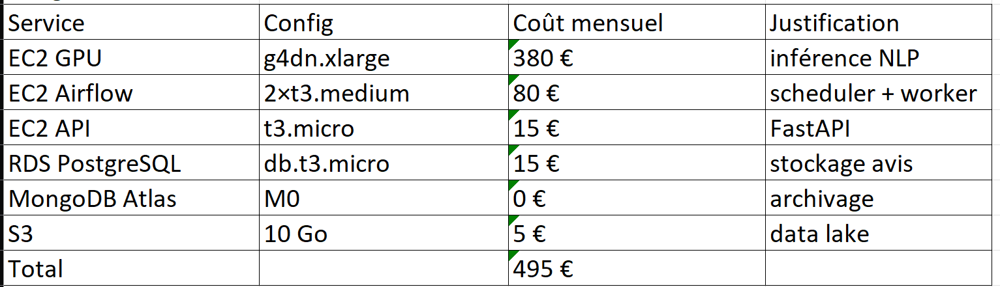 Service Config Coût mensuel Justification
EC2 GPU g4dn.xlarge 380 € inférence NLP
EC2 Airflow 2×t3.medium 80 € scheduler + worker
EC2 API t3.micro 15 € FastAPI
RDS PostgreSQL db.t3.micro 15 € stockage avis
MongoDB Atlas M0 0 € archivage
S3 10 Go 5 € data lake
Total 495 €